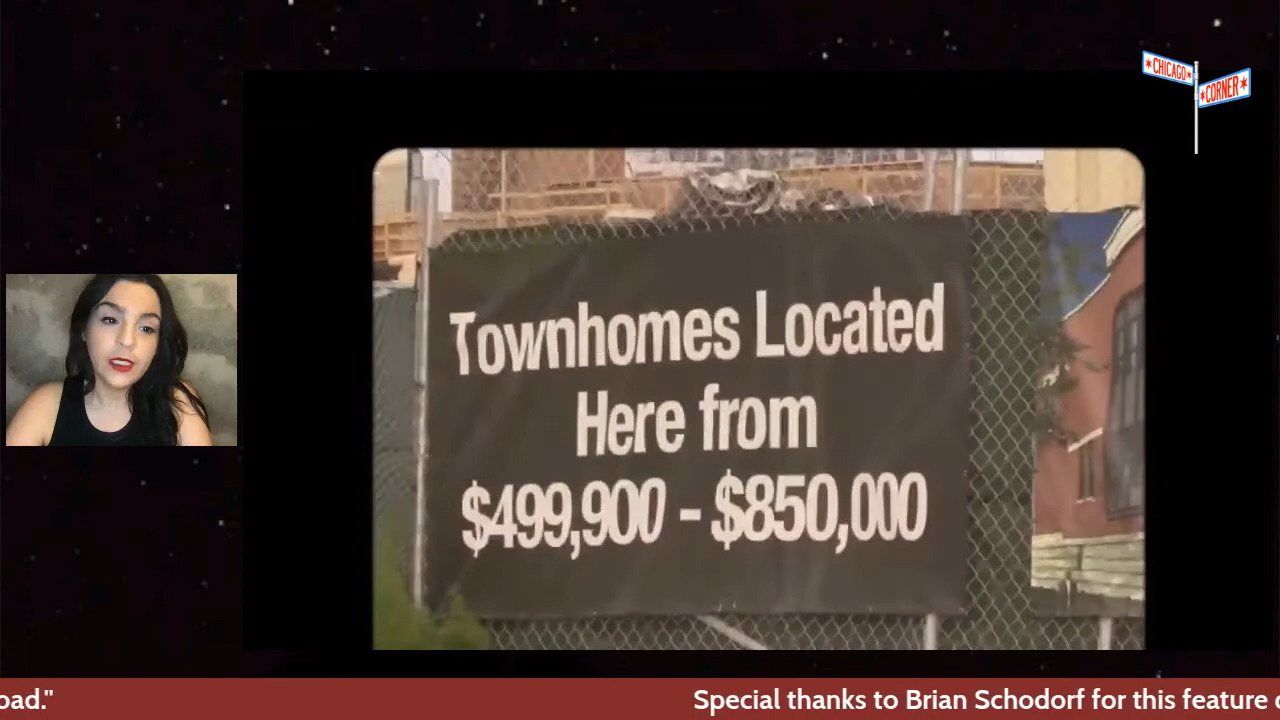 *CHICAGO*
*CORNER*
Townhomes Located
Here from
$499,900 - $850,000
oad."
Special thanks to Brian Schodorf for this feature